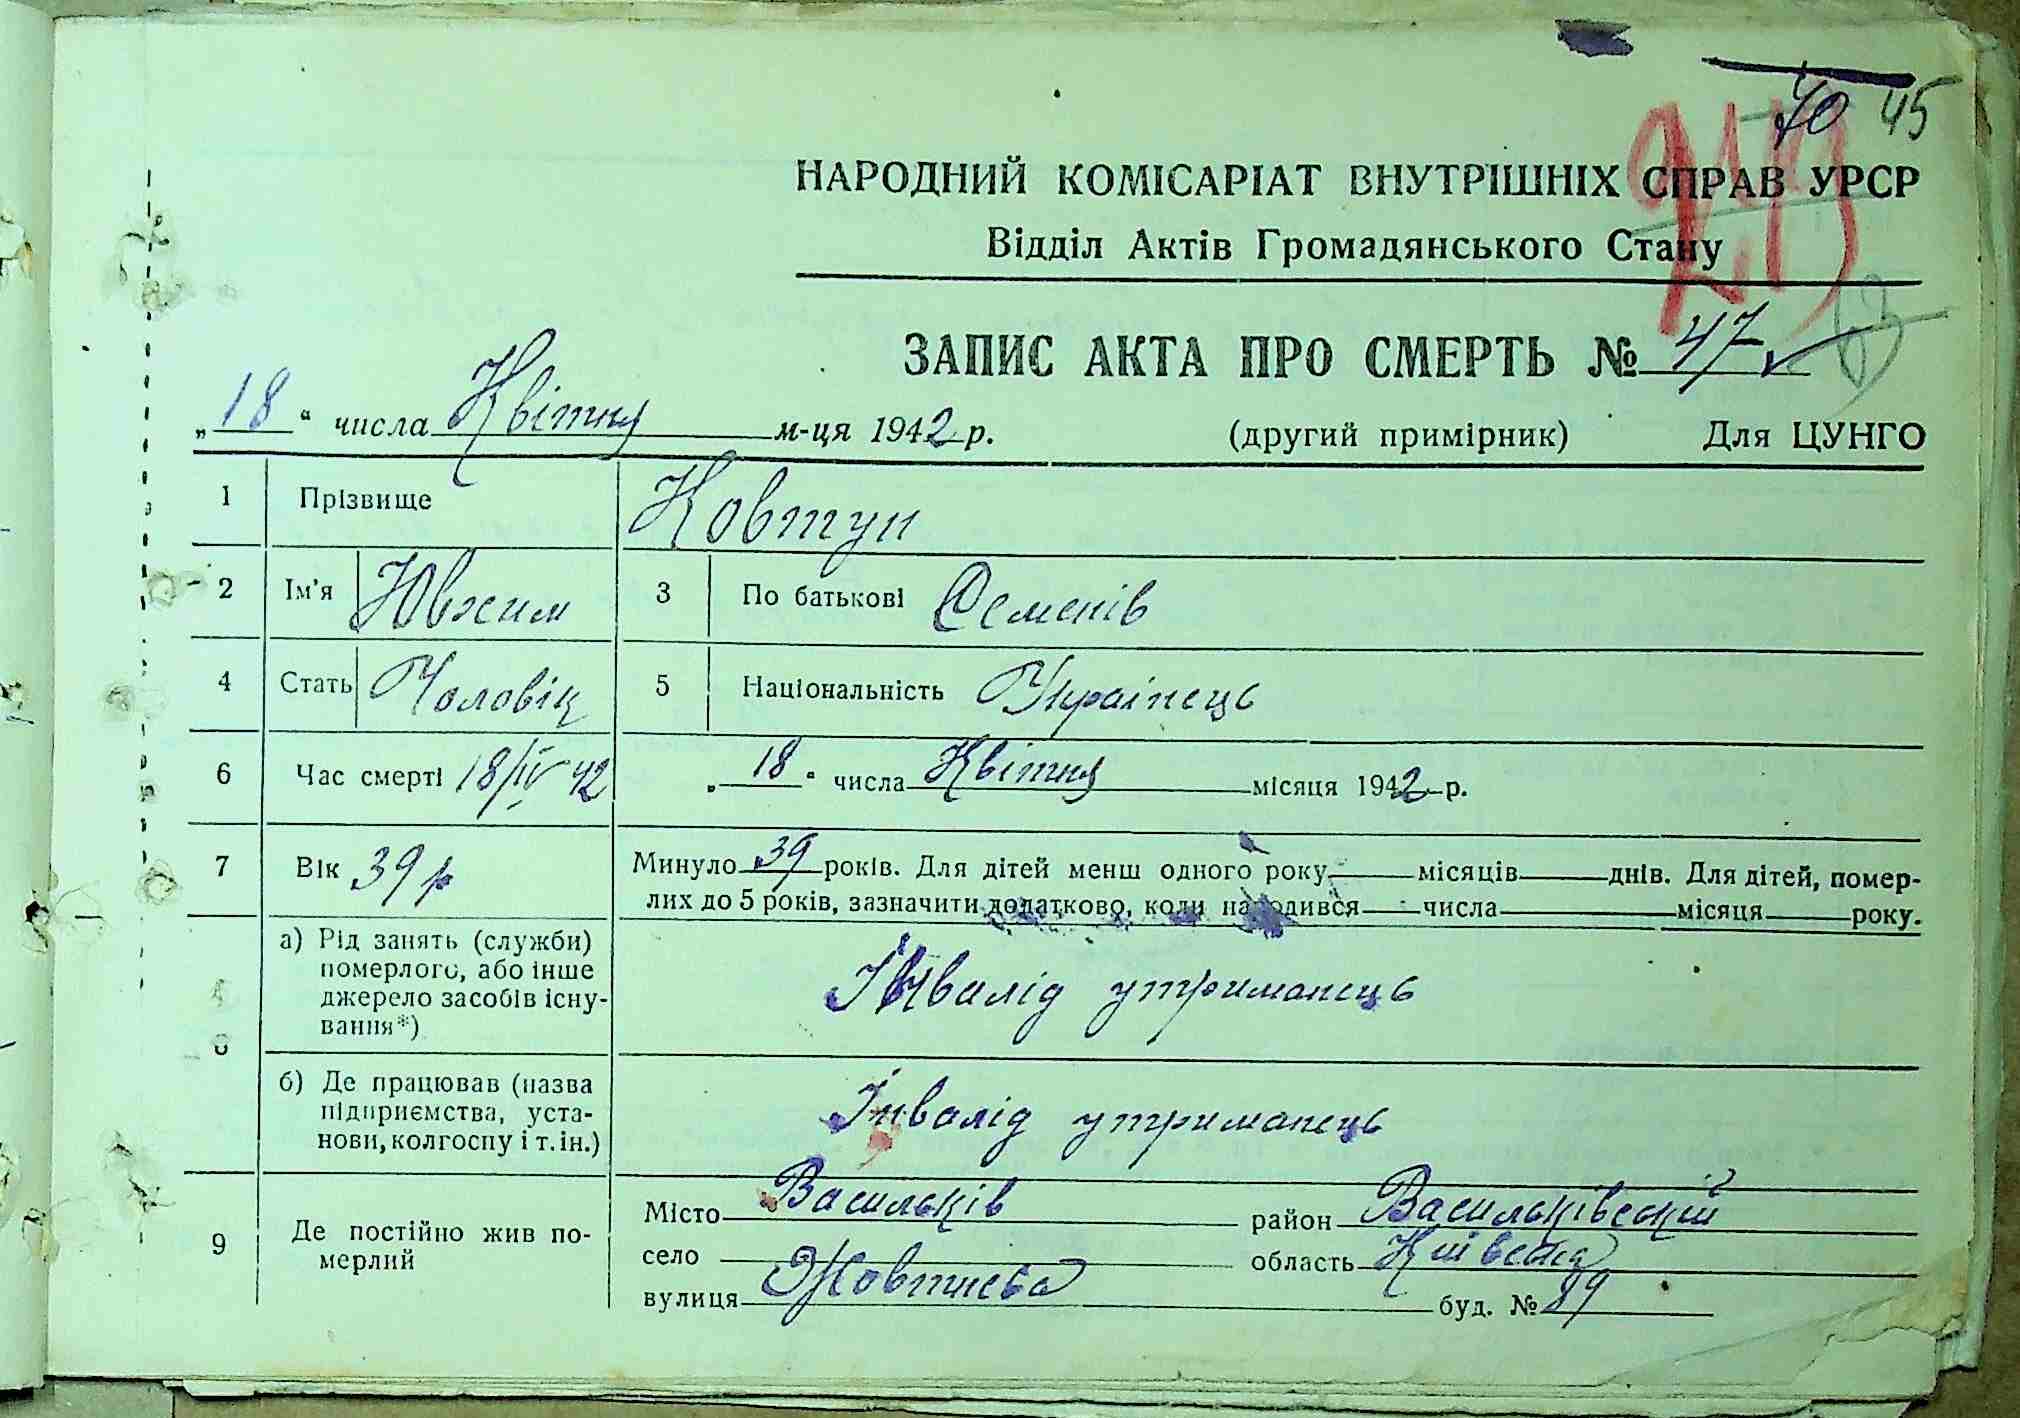 40 45
НАРОДНИЙ КОМІСАРІАТ ВНУТРІШНІХ СПРАВ УРСР
Відділ Актів Громадянського Стану
ЗАПИС АКТА ПРО СМЕРТЬ № 47
„18“ числа Квітня м-ця 1942 р. (другий примірник) Для ЦУНГО
1 Прізвище Ковтун
2 Ім'я Ювхим 3 По батькові Семенів
4 Стать Чоловік 5 Національність Українець
6 Час смерті 18/IV 42 „18“ числа Квітня місяця 1942 р.
7 Вік 39 р Минуло 39 років. Для дітей менш одного року — місяців — днів. Для дітей, помер-
лих до 5 років, зазначити додатково, коли народився — числа — місяця — року.
8 а) Рід занять (служби)
померлого, або інше
джерело засобів існу-
вання*)
Інвалід утриманець
б) Де працював (назва
підприємства, уста-
нови, колгоспу і т. ін.)
Інвалід утриманець
9 Де постійно жив по-
мерлий
Місто Васильків район Васильківський
село область Київська
вулиця Жовтнева буд. № 89